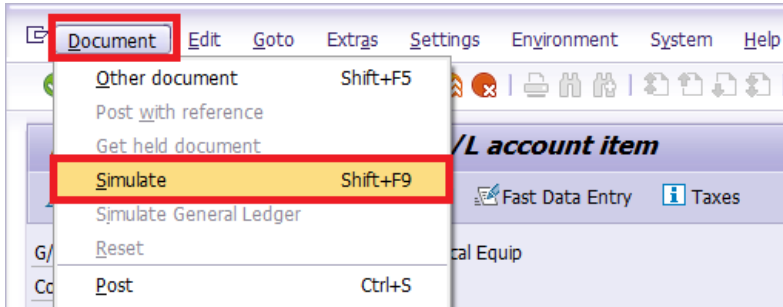 Document Edit Goto Extras Settings Environment System Help
Other document Shift+F5
Post with reference
Get held document
/L account item
Simulate Shift+F9
Fast Data Entry Taxes
Simulate General Ledger
G/
Reset
cal Equip
Co
Post Ctrl+S